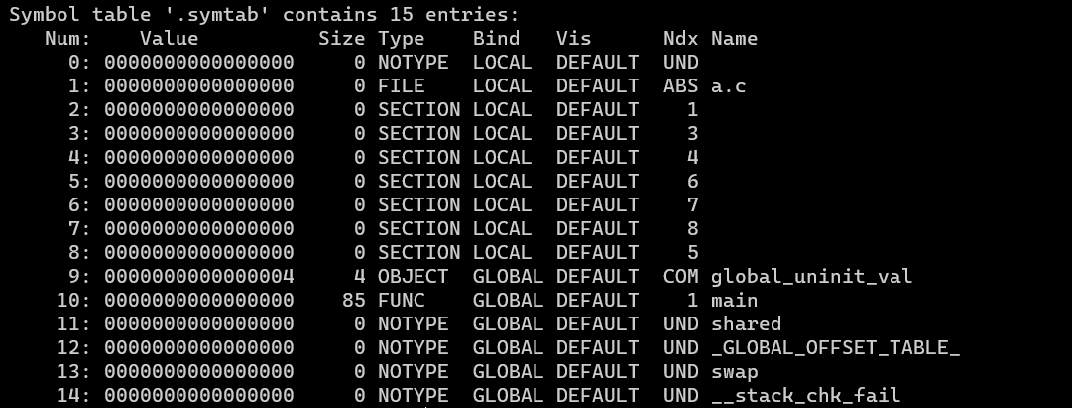 Symbol table '.symtab' contains 15 entries:
   Num:    Value          Size Type    Bind   Vis      Ndx Name
     0: 0000000000000000     0 NOTYPE  LOCAL  DEFAULT  UND
     1: 0000000000000000     0 FILE    LOCAL  DEFAULT  ABS a.c
     2: 0000000000000000     0 SECTION LOCAL  DEFAULT    1
     3: 0000000000000000     0 SECTION LOCAL  DEFAULT    3
     4: 0000000000000000     0 SECTION LOCAL  DEFAULT    4
     5: 0000000000000000     0 SECTION LOCAL  DEFAULT    6
     6: 0000000000000000     0 SECTION LOCAL  DEFAULT    7
     7: 0000000000000000     0 SECTION LOCAL  DEFAULT    8
     8: 0000000000000000     0 SECTION LOCAL  DEFAULT    5
     9: 0000000000000004     4 OBJECT  GLOBAL DEFAULT  COM global_uninit_val
    10: 0000000000000000    85 FUNC    GLOBAL DEFAULT    1 main
    11: 0000000000000000     0 NOTYPE  GLOBAL DEFAULT  UND shared
    12: 0000000000000000     0 NOTYPE  GLOBAL DEFAULT  UND _GLOBAL_OFFSET_TABLE_
    13: 0000000000000000     0 NOTYPE  GLOBAL DEFAULT  UND swap
    14: 0000000000000000     0 NOTYPE  GLOBAL DEFAULT  UND __stack_chk_fail